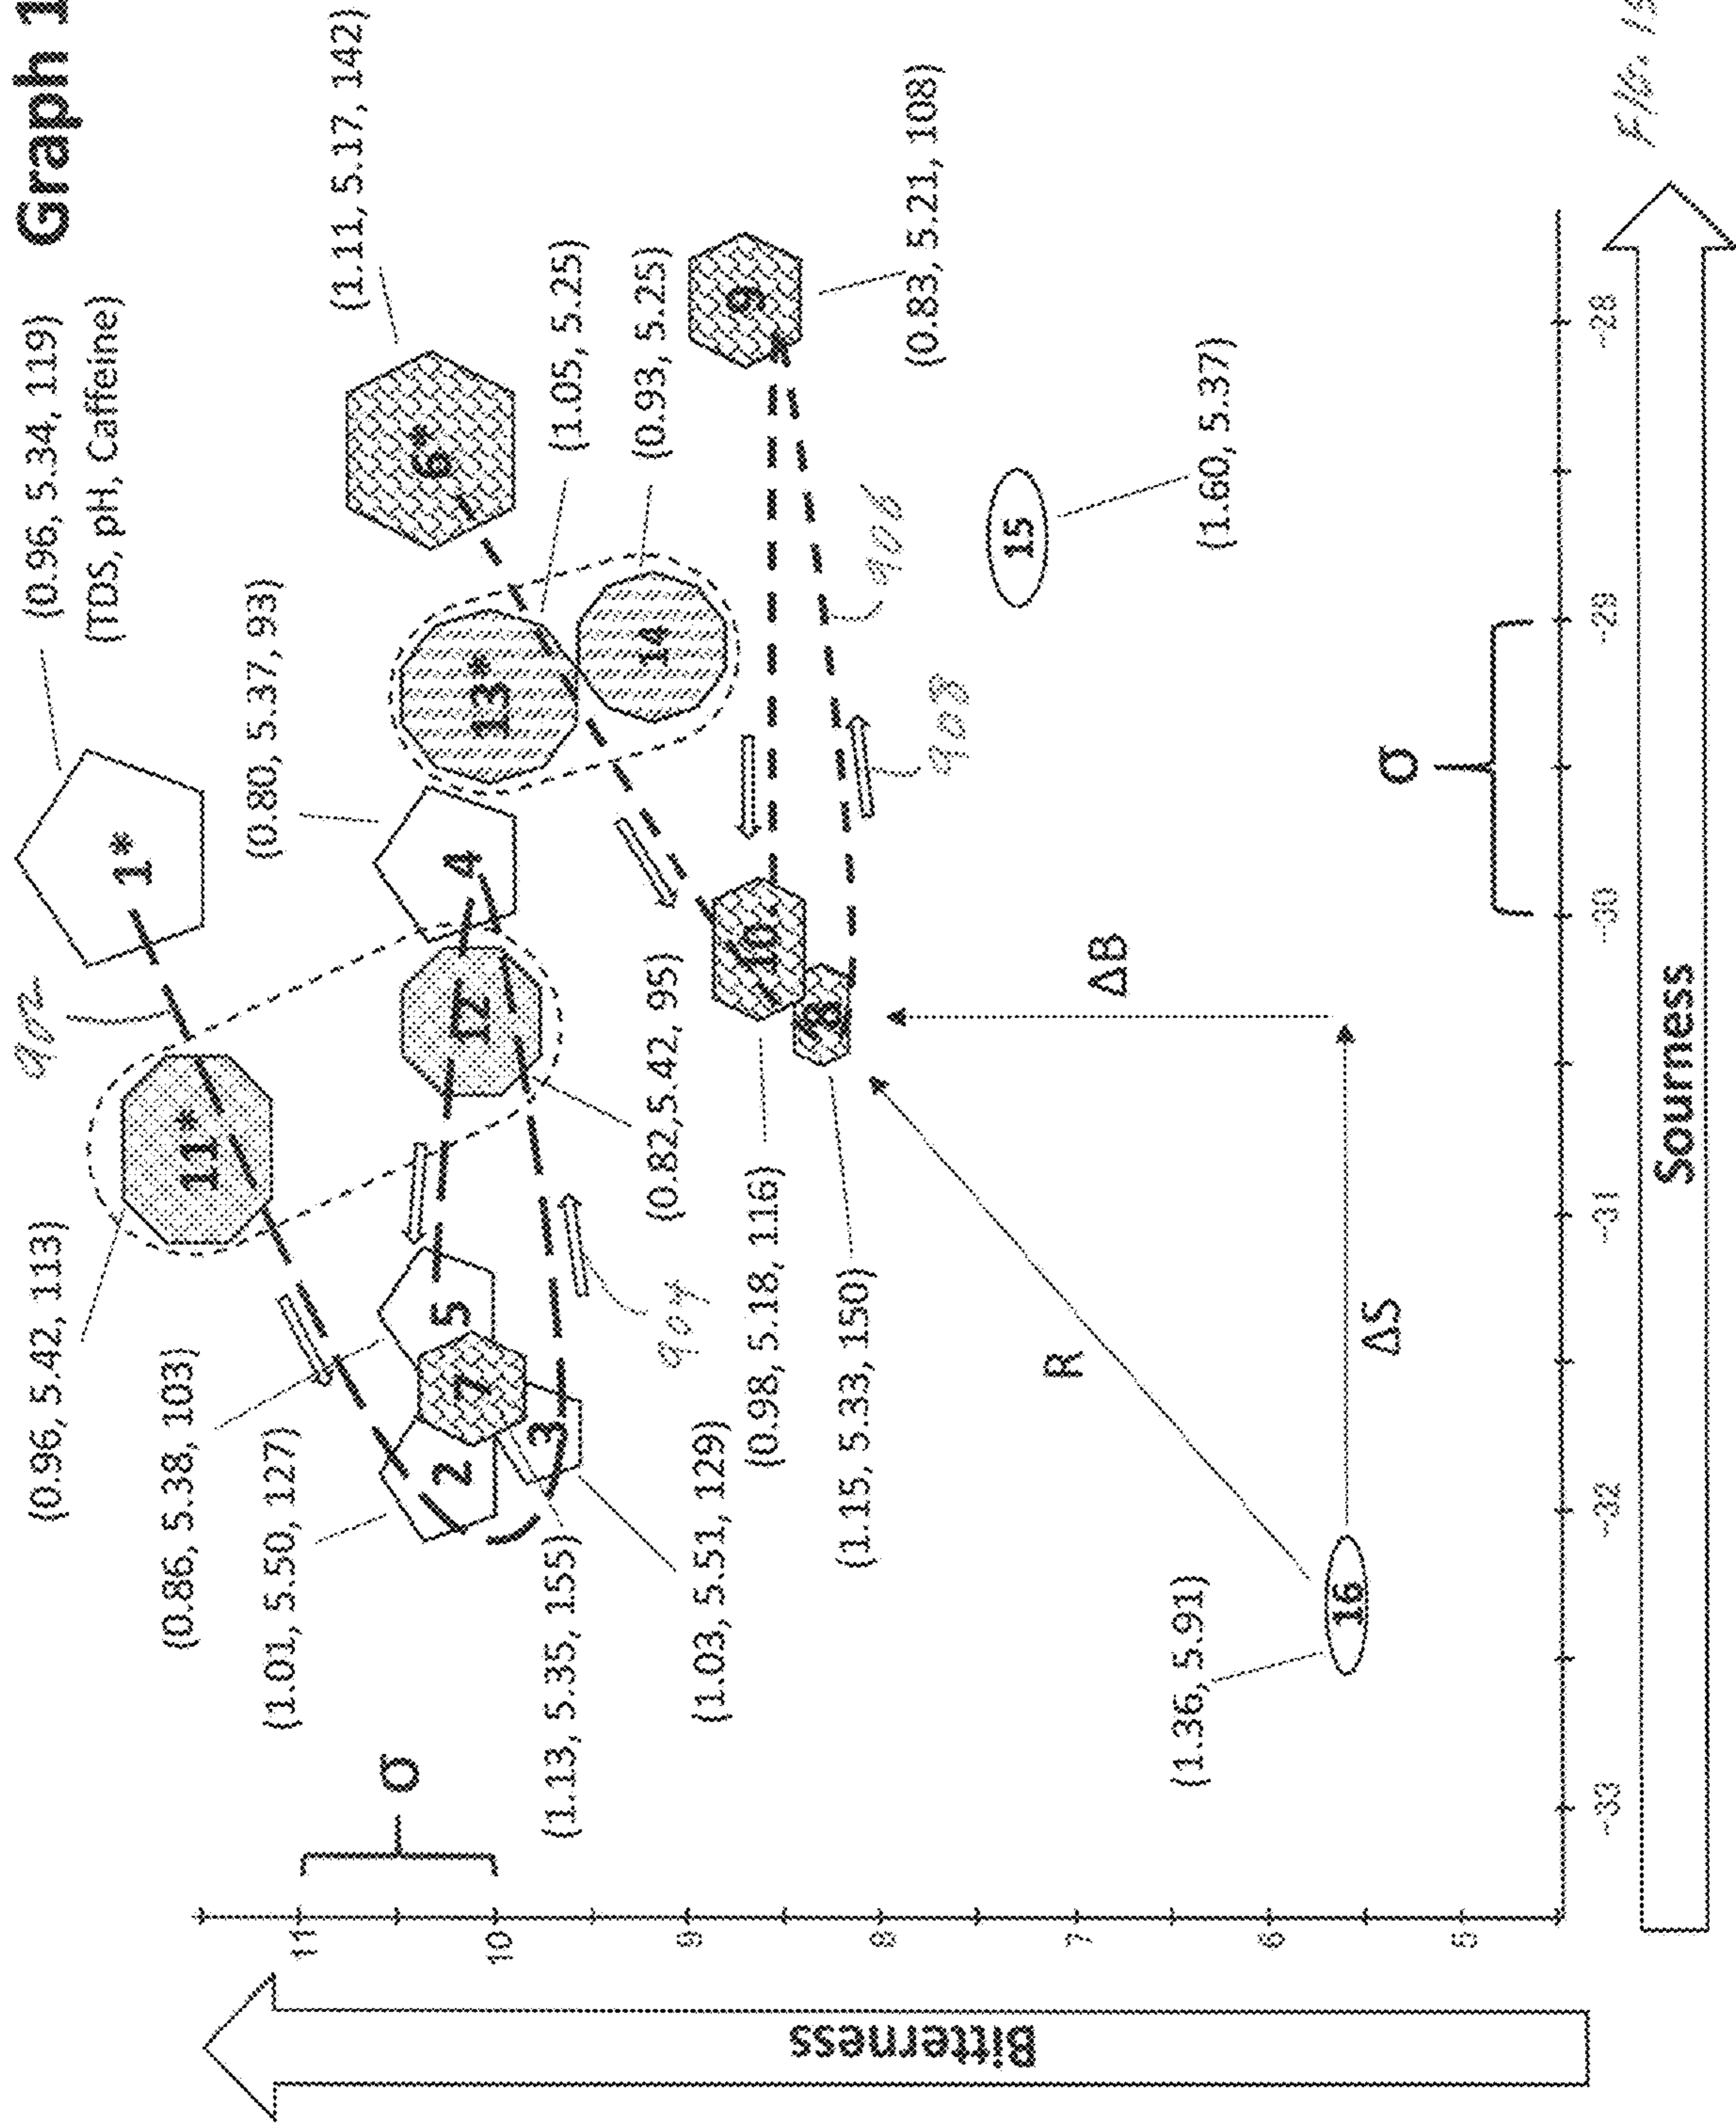 Graph 1
(0.96, 5.34, 119)
(TDS, pH, Caffeine)
902
1*
(0.96, 5.42, 113)
11*
(0.80, 5.37, 93)
4
(1.11, 5.17, 142)
6*
(1.05, 5.25)
13*
(0.93, 5.25)
14
12
(0.82,5.42, 95)
(0.86, 5.38, 103)
5
(1.01, 5.50, 127)
2
7
3
904
(1.13, 5.35, 155)
(1.03, 5.51, 129)
9
(0.83, 5.21, 108)
10
(0.98, 5.18, 116)
8
(1.15, 5.33, 150)
906
908
15
(1.60, 5.37)
ΔB
R
ΔS
16
(1.36, 5.91)
σ
σ
11
10
9
8
7
6
5
Bitterness
-33
-32
-31
-30
-29
-28
Sourness